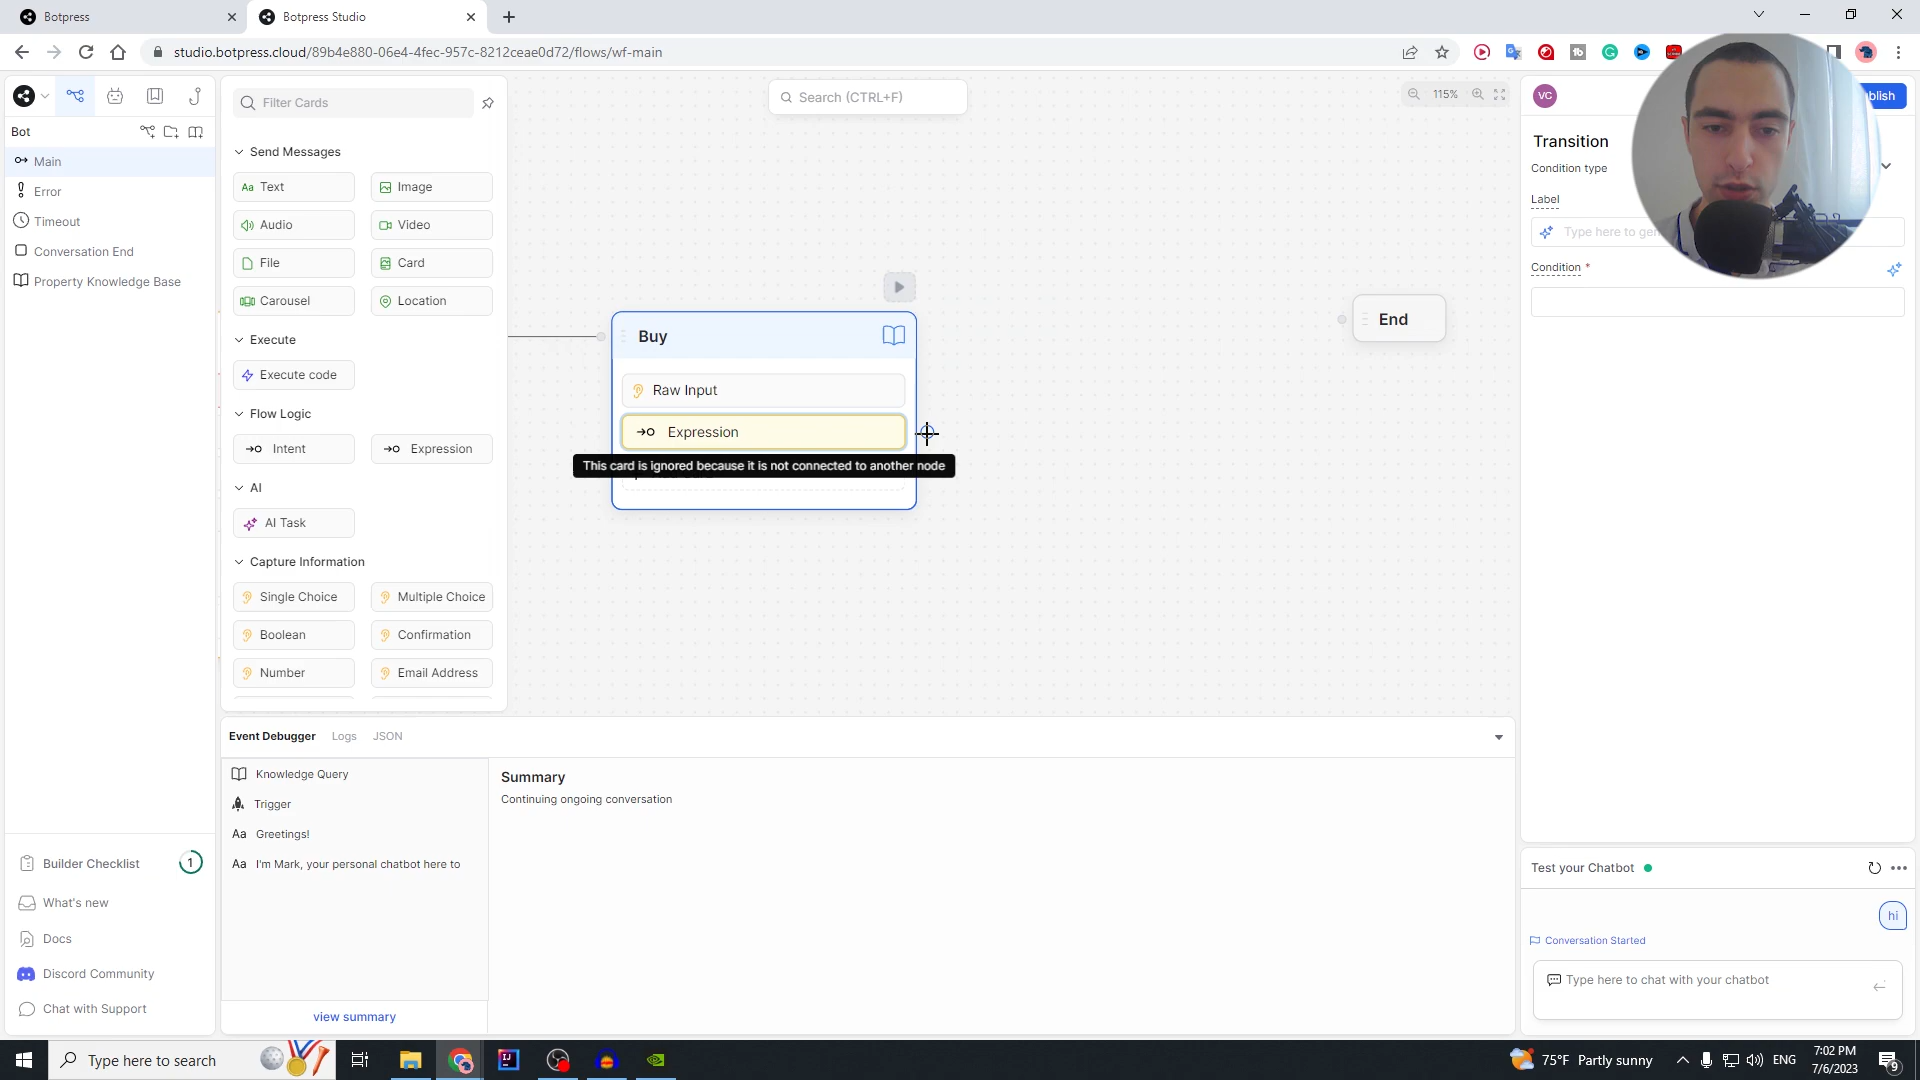 Botpress
Botpress Studio
studio.botpress.cloud/89b4e880-06e4-4fec-957c-8212ceae0d72/flows/wf-main
Bot
Main
Error
Timeout
Conversation End
Property Knowledge Base
Builder Checklist
1
What's new
Docs
Discord Community
Chat with Support
Filter Cards
Send Messages
Aa Text
Image
Audio
Video
File
Card
Carousel
Location
Execute
Execute code
Flow Logic
Intent
Expression
AI
AI Task
Capture Information
Single Choice
Multiple Choice
Boolean
Confirmation
Number
Email Address
Search (CTRL+F)
115%
Buy
Raw Input
Expression
This card is ignored because it is not connected to another node
End
Event Debugger
Logs
JSON
Knowledge Query
Trigger
Aa Greetings!
Aa I'm Mark, your personal chatbot here to
view summary
Summary
Continuing ongoing conversation
VC
Transition
Condition type
Label
Type here to
Condition *
Test your Chatbot
hi
Conversation Started
Type here to chat with your chatbot
Type here to search
75°F Partly sunny
ENG
7:02 PM
7/6/2023
9